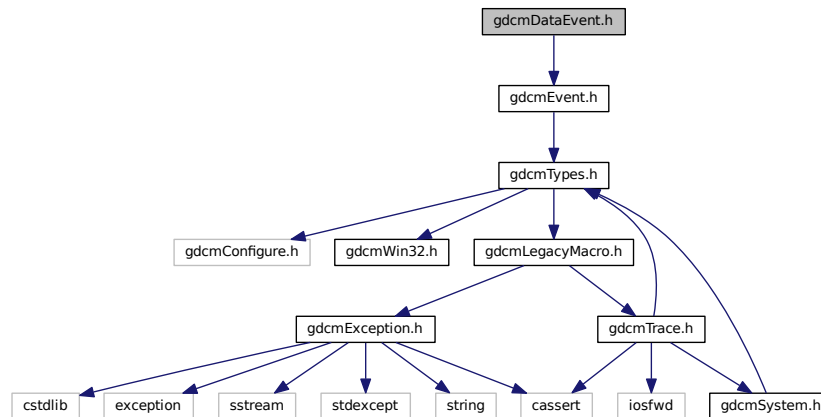 gdcmDataEvent.h
gdcmEvent.h
gdcmTypes.h
gdcmConfigure.h
gdcmWin32.h
gdcmLegacyMacro.h
gdcmException.h
gdcmTrace.h
cstdlib
exception
sstream
stdexcept
string
cassert
iosfwd
gdcmSystem.h